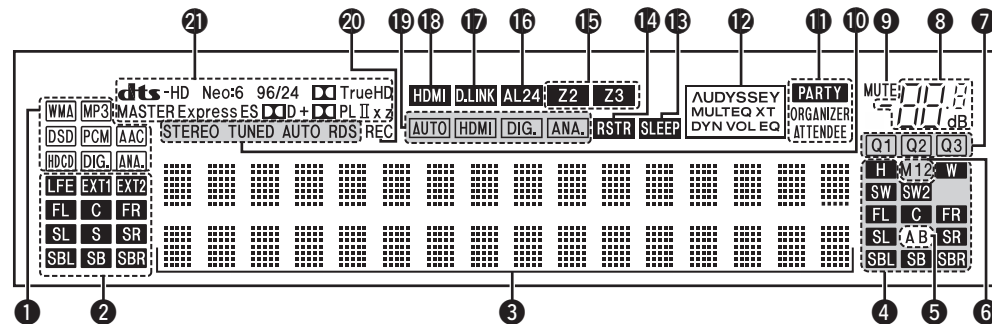 ㉑ ⑳ ⑲ ⑱ ⑰ ⑯ ⑮ ⑭ ⑬ ⑫ ⑪ ⑩ ⑨ ⑧ ⑦
dts-HD Neo:6 96/24 TrueHD
MASTER Express ES D+ PL II x z
STEREO TUNED AUTO RDS REC
WMA MP3
DSD PCM AAC
HDCD DIG. ANA.
LFE EXT1 EXT2
FL C FR
SL S SR
SBL SB SBR
HDMI D.LINK AL24 Z2 Z3
AUTO HDMI DIG. ANA. RSTR SLEEP
AUDYSSEY
MULTEQ XT
DYN VOL EQ
PARTY
ORGANIZER
ATTENDEE
MUTE
dB
Q1 Q2 Q3
H M12 W
SW SW2
FL C FR
SL A B SR
SBL SB SBR
① ② ③ ④ ⑤ ⑥